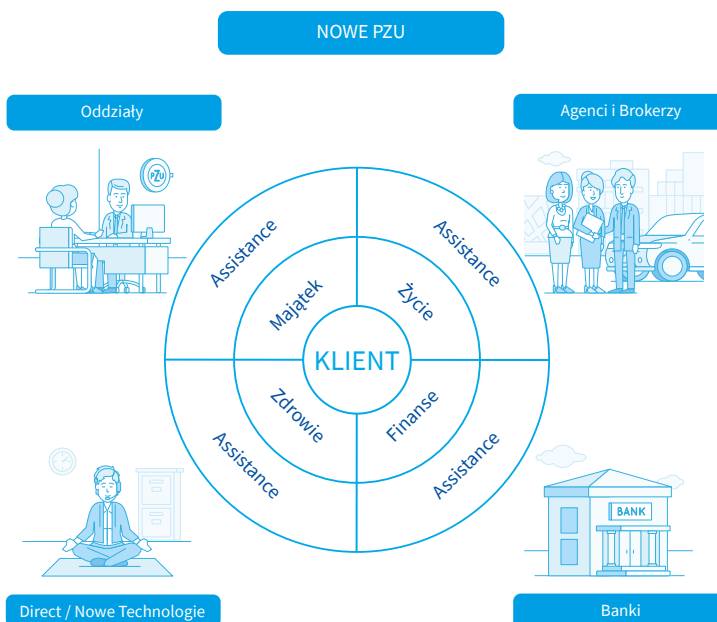 NOWE PZU
Oddziały
Agenci i Brokerzy
PZU
Assistance
Assistance
Majątek
Życie
KLIENT
Zdrowie
Finanse
Assistance
Assistance
BANK
Direct / Nowe Technologie
Banki